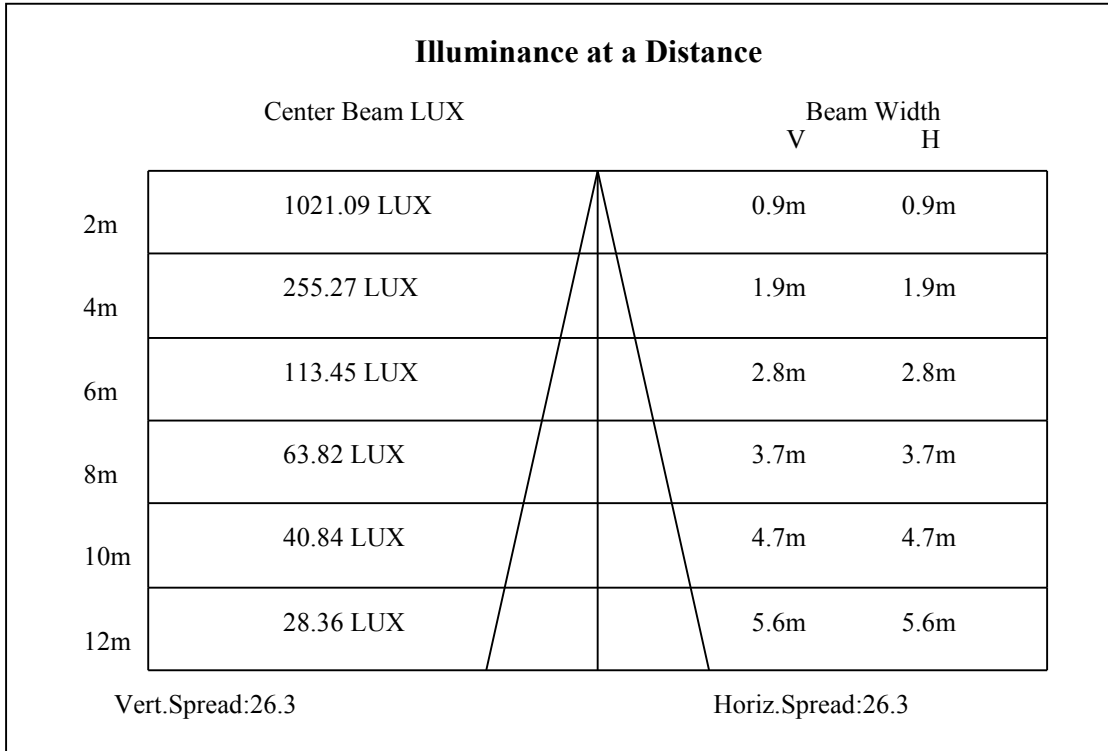 Illuminance at a Distance
Center Beam LUX Beam Width
V H
2m 1021.09 LUX 0.9m 0.9m
4m 255.27 LUX 1.9m 1.9m
6m 113.45 LUX 2.8m 2.8m
8m 63.82 LUX 3.7m 3.7m
10m 40.84 LUX 4.7m 4.7m
12m 28.36 LUX 5.6m 5.6m
Vert.Spread:26.3 Horiz.Spread:26.3